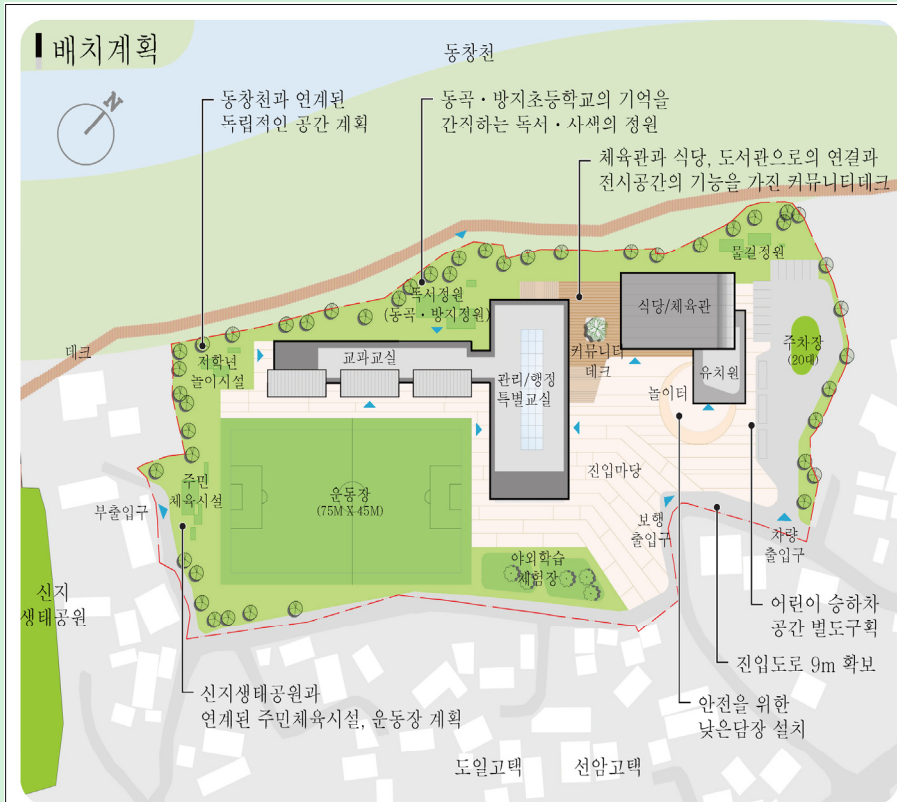 배치계획
동창천
N
동창천과 연계된
독립적인 공간 계획
동곡·방지초등학교의 기억을
간직하는 독서·사색의 정원
체육관과 식당, 도서관으로의 연결과
전시공간의 기능을 가진 커뮤니티데크
물길정원
독서정원
(동곡·방지정원)
식당/체육관
데크
저학년
놀이시설
교과교실
커뮤니티
데크
주차장
(20대)
관리/행정
특별교실
유치원
놀이터
주민
체육시설
운동장
(75M X 45M)
진입마당
부출입구
보행
출입구
차량
출입구
야외학습
체험장
신지
생태공원
어린이 승하차
공간 별도구획
진입도로 9m 확보
신지생태공원과
연계된 주민체육시설, 운동장 계획
안전을 위한
낮은담장 설치
도일고택
선암고택